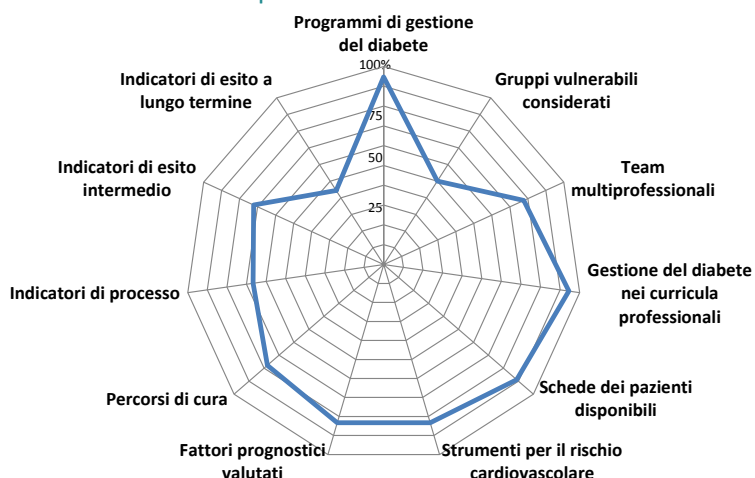 Programmi di gestione
del diabete
100%
75
50
25
Gruppi vulnerabili
considerati
Team
multiprofessionali
Gestione del diabete
nei curricula
professionali
Schede dei pazienti
disponibili
Strumenti per il rischio
cardiovascolare
Fattori prognostici
valutati
Percorsi di cura
Indicatori di processo
Indicatori di esito
intermedio
Indicatori di esito a
lungo termine